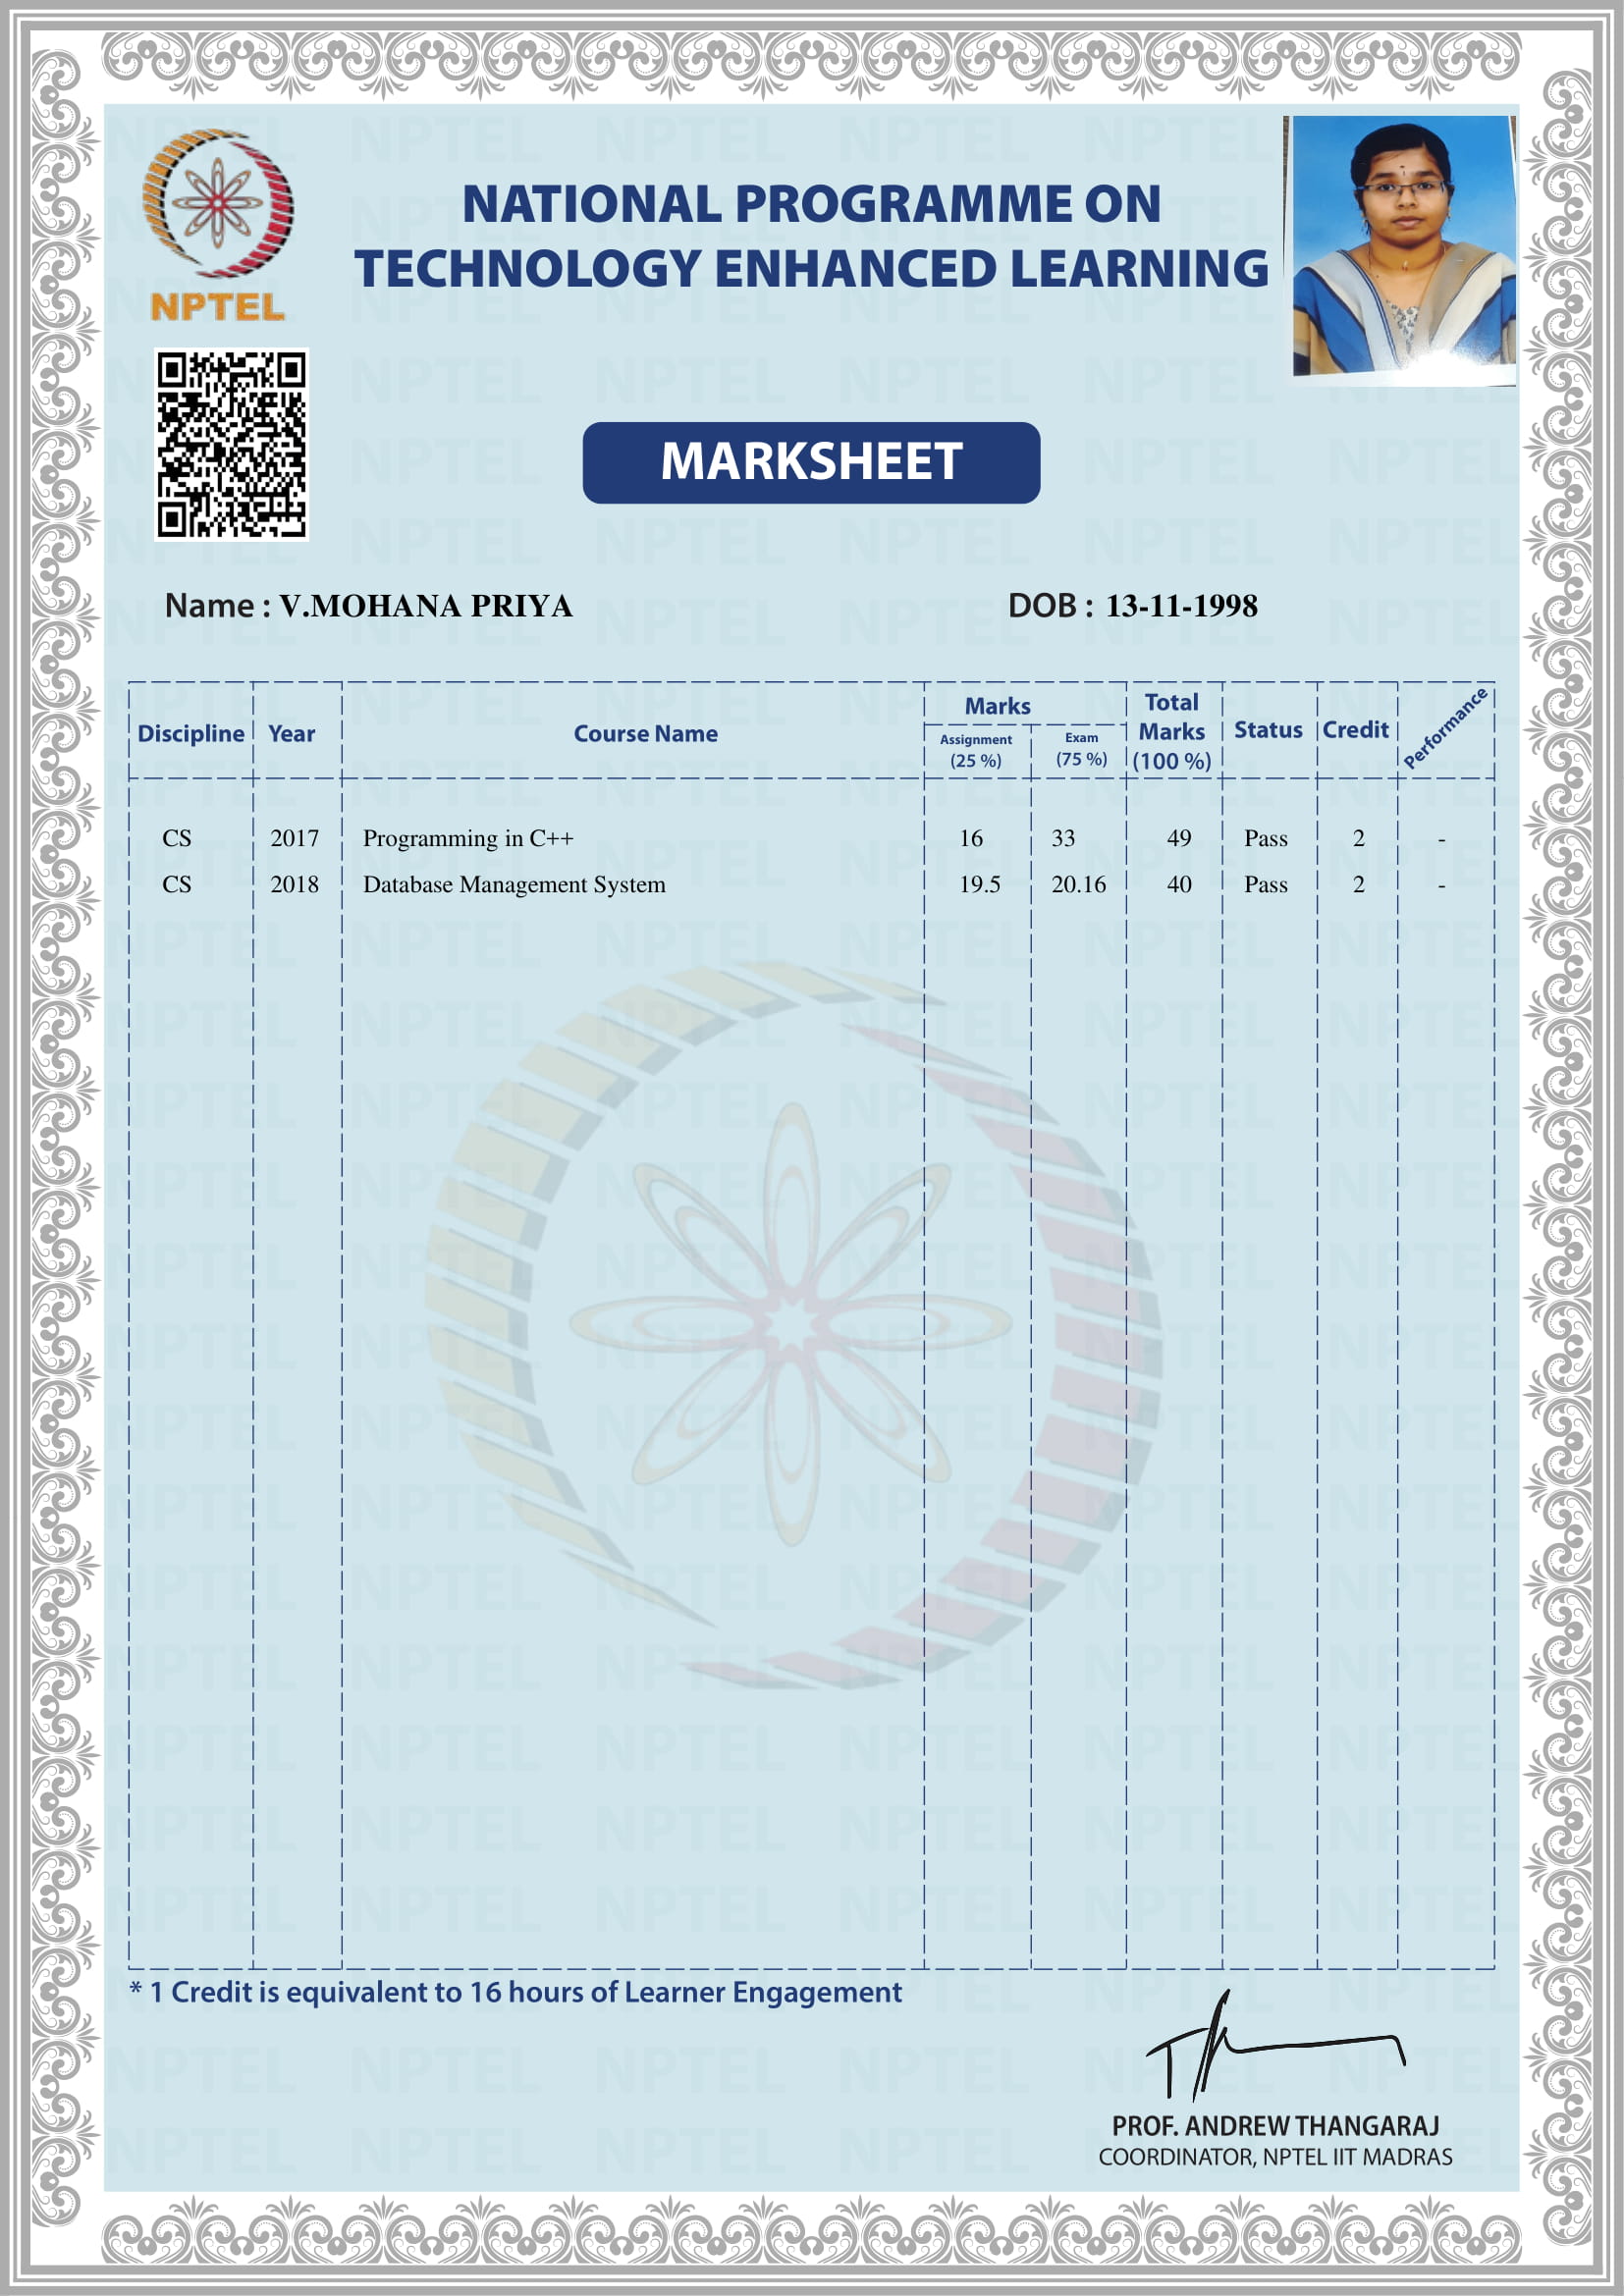 NPTEL
NATIONAL PROGRAMME ON
TECHNOLOGY ENHANCED LEARNING
MARKSHEET
Name : V.MOHANA PRIYA DOB : 13-11-1998
Discipline Year Course Name Marks Assignment (25 %) Exam (75 %) Total Marks (100 %) Status Credit Performance
CS 2017 Programming in C++ 16 33 49 Pass 2 -
CS 2018 Database Management System 19.5 20.16 40 Pass 2 -
* 1 Credit is equivalent to 16 hours of Learner Engagement
PROF. ANDREW THANGARAJ
COORDINATOR, NPTEL IIT MADRAS